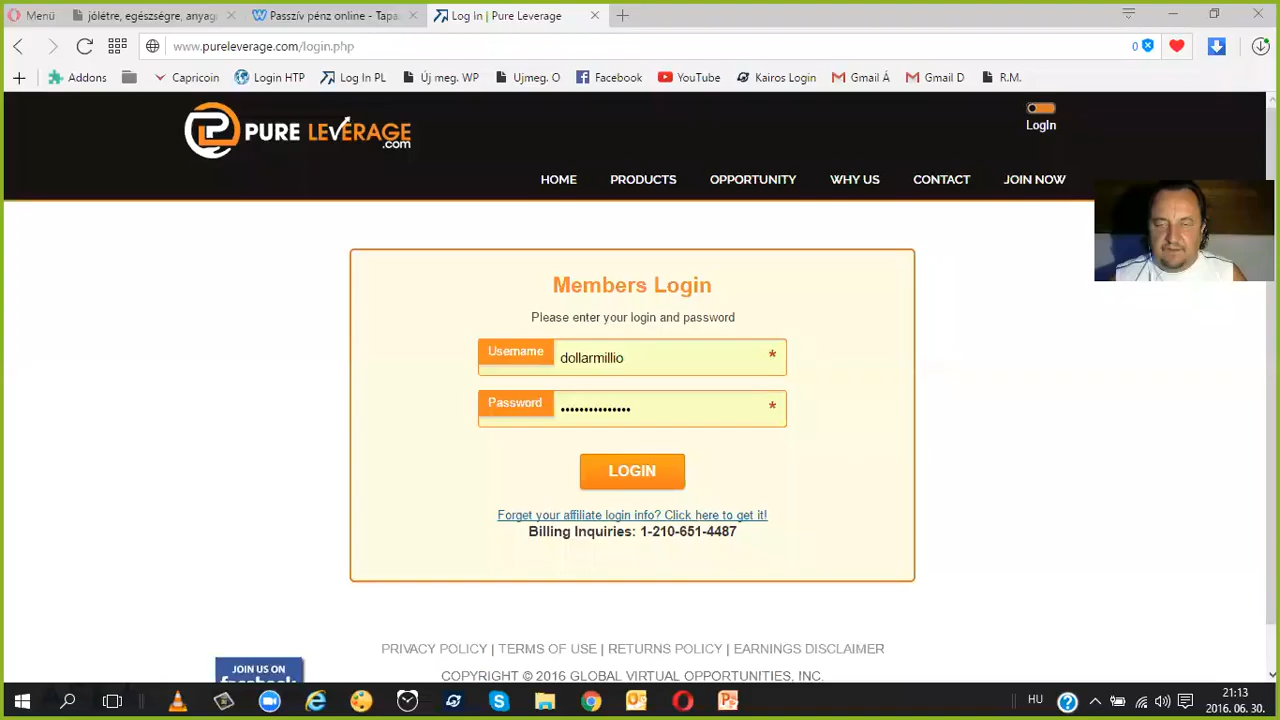 Menü
jólétre, egészségre, anyag
Passzív pénz online - Tapa
Log In | Pure Leverage
www.pureleverage.com/login.php
0
Addons
Capricoin
Login HTP
Log In PL
Új meg. WP
Ujmeg. O
Facebook
YouTube
Kairos Login
Gmail Á
Gmail D
R.M.
PURE LEVERAGE
.com
LogIn
HOME
PRODUCTS
OPPORTUNITY
WHY US
CONTACT
JOIN NOW
Members Login
Please enter your login and password
Username
dollarmillio
*
Password
•••••••••••••••
*
LOGIN
Forget your affiliate login info? Click here to get it!
Billing Inquiries: 1-210-651-4487
PRIVACY POLICY | TERMS OF USE | RETURNS POLICY | EARNINGS DISCLAIMER
JOIN US ON
COPYRIGHT © 2016 GLOBAL VIRTUAL OPPORTUNITIES, INC.
HU
21:13
2016. 06. 30.